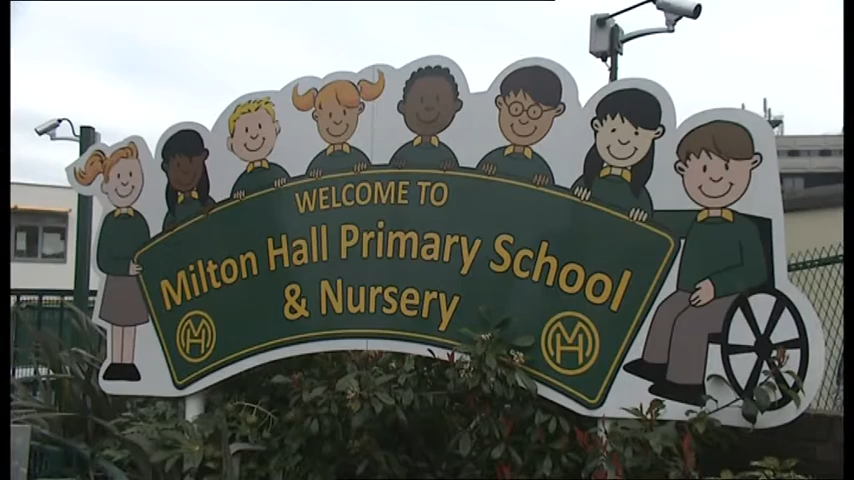 WELCOME TO
Milton Hall Primary School
& Nursery
MH
MH